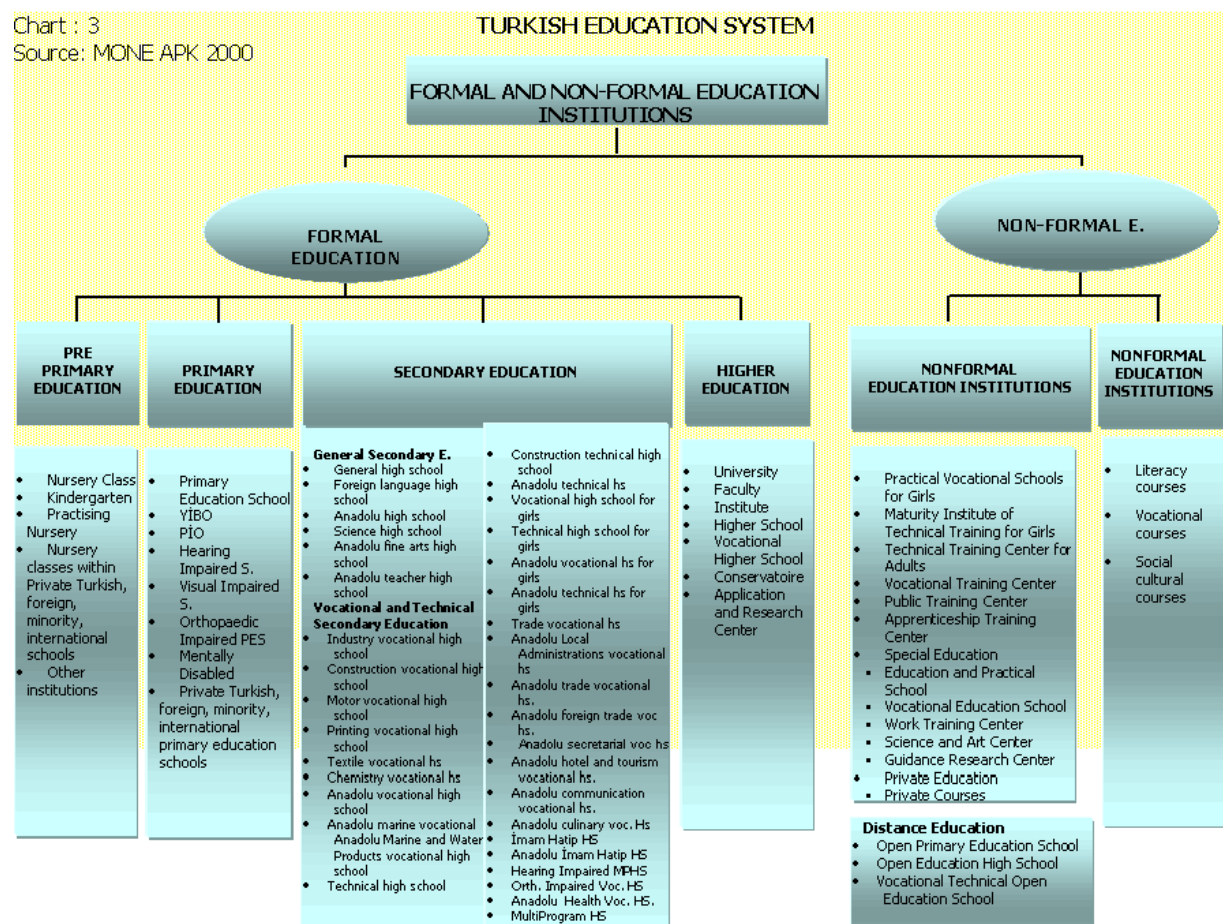 Chart : 3
Source: MONE APK 2000
TURKISH EDUCATION SYSTEM
FORMAL AND NON-FORMAL EDUCATION
INSTITUTIONS
FORMAL
EDUCATION
NON-FORMAL E.
PRE
PRIMARY
EDUCATION
PRIMARY
EDUCATION
SECONDARY EDUCATION
HIGHER
EDUCATION
NONFORMAL
EDUCATION INSTITUTIONS
NONFORMAL
EDUCATION
INSTITUTIONS
• Nursery Class
• Kindergarten
• Practising
Nursery
• Nursery
classes within
Private Turkish,
foreign,
minority,
international
schools
• Other
institutions
• Primary
Education School
• YİBO
• PİO
• Hearing
Impaired S.
• Visual Impaired
S.
• Orthopaedic
Impaired PES
• Mentally
Disabled
• Private Turkish,
foreign, minority,
international
primary education
schools
General Secondary E.
• General high school
• Foreign language high
school
• Anadolu high school
• Science high school
• Anadolu fine arts high
school
• Anadolu teacher high
school
Vocational and Technical
Secondary Education
• Industry vocational high
school
• Construction vocational high
school
• Motor vocational high
school
• Printing vocational high
school
• Textile vocational hs
• Chemistry vocational hs
• Anadolu vocational high
school
• Anadolu marine vocational
Anadolu Marine and Water
Products vocational high
school
• Technical high school
• Construction technical high
school
• Anadolu technical hs
• Vocational high school for
girls
• Technical high school for
girls
• Anadolu vocational hs for
girls
• Anadolu technical hs for
girls
• Trade vocational hs
• Anadolu Local
Administrations vocational
hs
• Anadolu trade vocational
hs.
• Anadolu foreign trade voc
hs.
• Anadolu secretarial voc hs
• Anadolu hotel and tourism
vocational hs.
• Anadolu communication
vocational hs.
• Anadolu culinary voc. Hs
• İmam Hatip HS
• Anadolu İmam Hatip HS
• Hearing Impaired MPHS
• Orth. Impaired Voc. HS
• Anadolu Health Voc. HS.
• MultiProgram HS
• University
• Faculty
• Institute
• Higher School
• Vocational
Higher School
• Conservatoire
• Application
and Research
Center
• Practical Vocational Schools
for Girls
• Maturity Institute of
Technical Training for Girls
• Technical Training Center for
Adults
• Vocational Training Center
• Public Training Center
• Apprenticeship Training
Center
• Special Education
▪ Education and Practical
School
▪ Vocational Education School
▪ Work Training Center
▪ Science and Art Center
▪ Guidance Research Center
• Private Education
▪ Private Courses
• Literacy
courses
• Vocational
courses
• Social
cultural
courses
Distance Education
• Open Primary Education School
• Open Education High School
• Vocational Technical Open
Education School